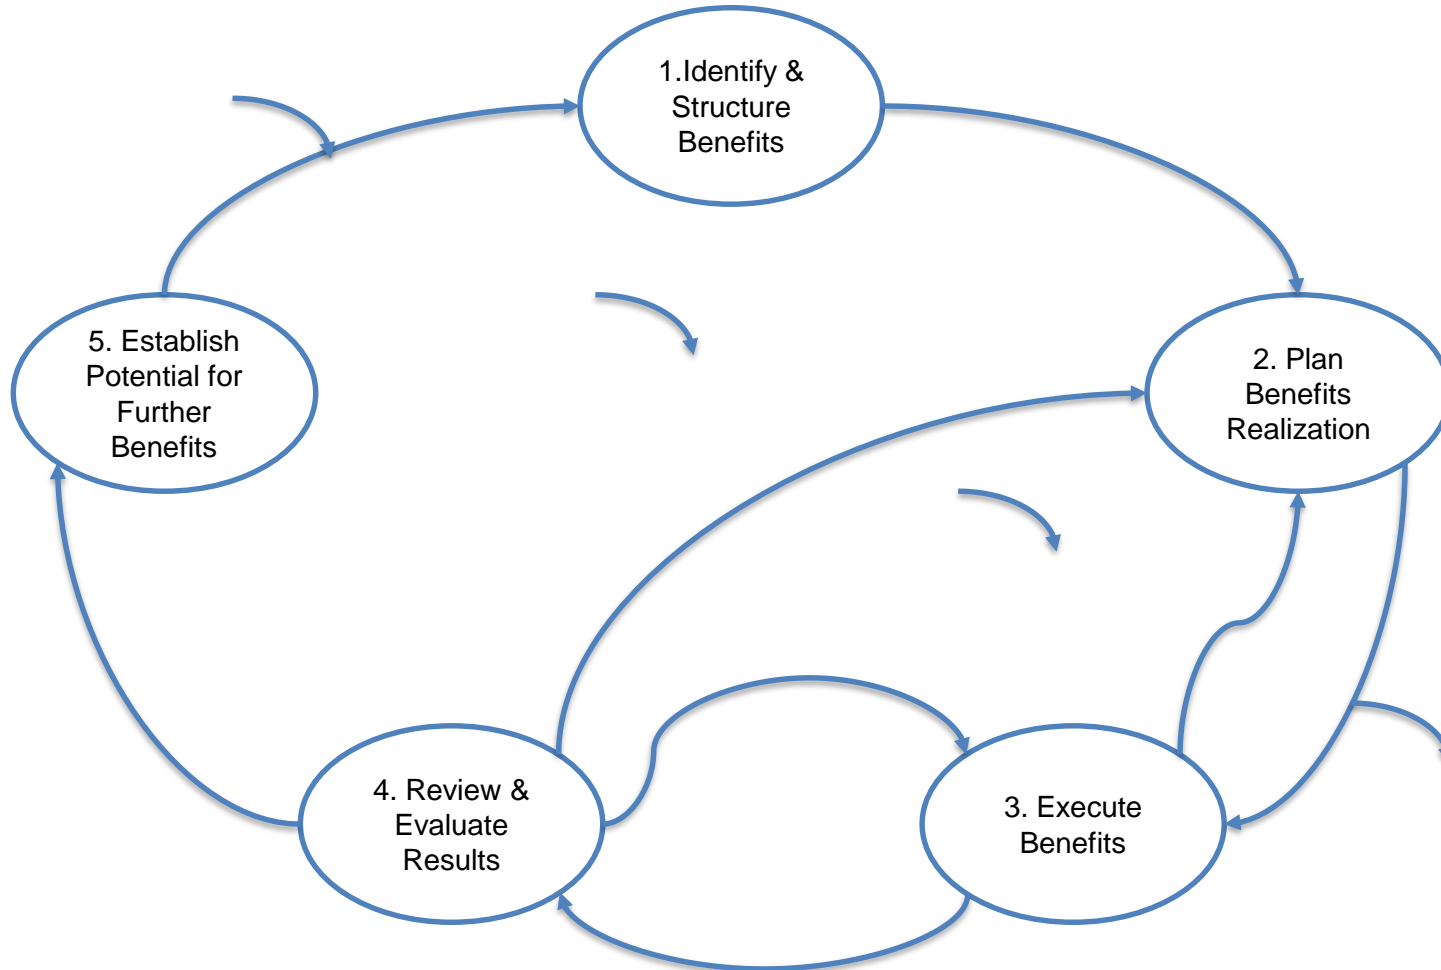 1.Identify &
Structure
Benefits
2. Plan
Benefits
Realization
3. Execute
Benefits
4. Review &
Evaluate
Results
5. Establish
Potential for
Further
Benefits